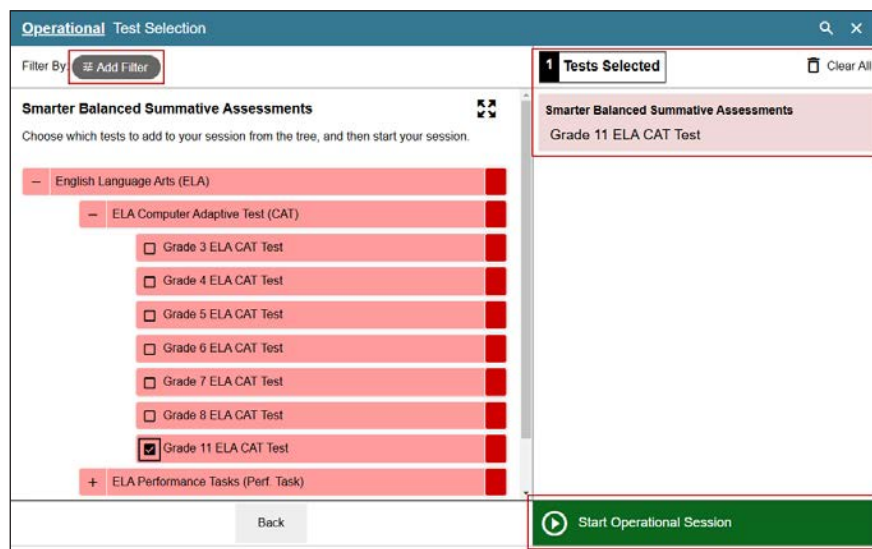 Operational Test Selection
Filter By: Add Filter
1 Tests Selected
Clear All
Smarter Balanced Summative Assessments
Choose which tests to add to your session from the tree, and then start your session.
Smarter Balanced Summative Assessments
Grade 11 ELA CAT Test
English Language Arts (ELA)
ELA Computer Adaptive Test (CAT)
Grade 3 ELA CAT Test
Grade 4 ELA CAT Test
Grade 5 ELA CAT Test
Grade 6 ELA CAT Test
Grade 7 ELA CAT Test
Grade 8 ELA CAT Test
Grade 11 ELA CAT Test
ELA Performance Tasks (Perf. Task)
Back
Start Operational Session